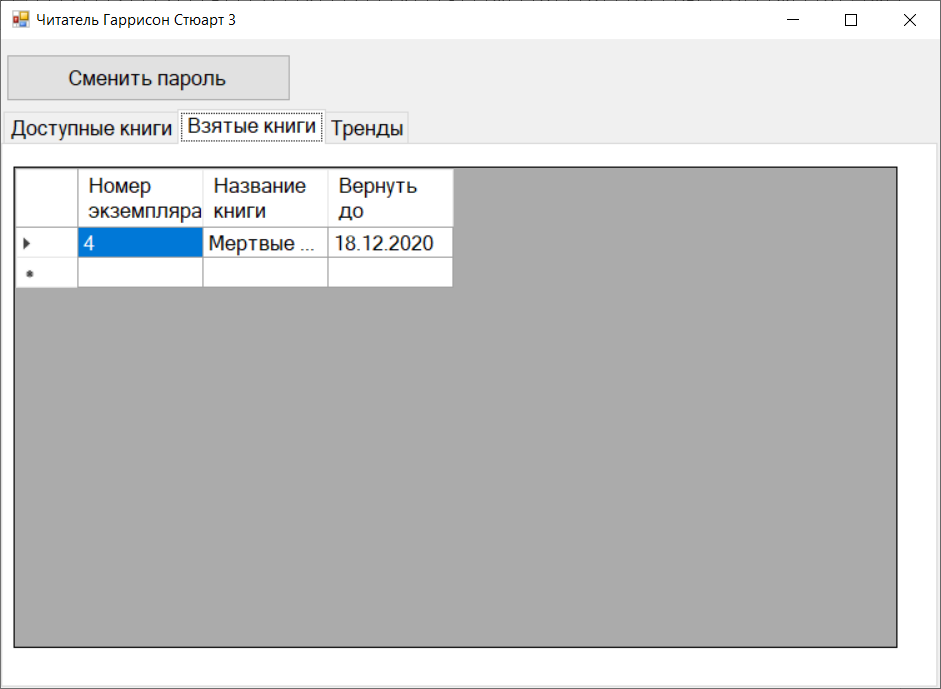 Читатель Гаррисон Стюарт 3
Сменить пароль
Доступные книги Взятые книги Тренды
Номер экземпляра Название книги Вернуть до
4 Мертвые ... 18.12.2020